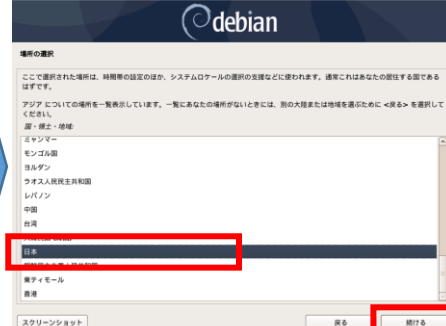 debian
場所の選択
ここで選択された場所は、時間帯の設定のほか、システムロケールの選択の支援などに使われます。通常これはあなたの居住する国である
はずです。
アジア についての場所を一覧表示しています。一覧にあなたの場所がないときには、別の大陸または地域を選ぶために <戻る> を選択して
ください。
国・領土・地域:
ミャンマー
モンゴル国
ヨルダン
ラオス人民民主共和国
レバノン
中国
台湾
日本
東ティモール
香港
スクリーンショット
戻る
続ける